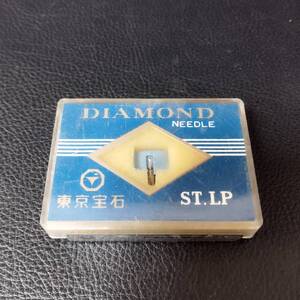 DIAMOND
NEEDLE
東京宝石
ST.LP